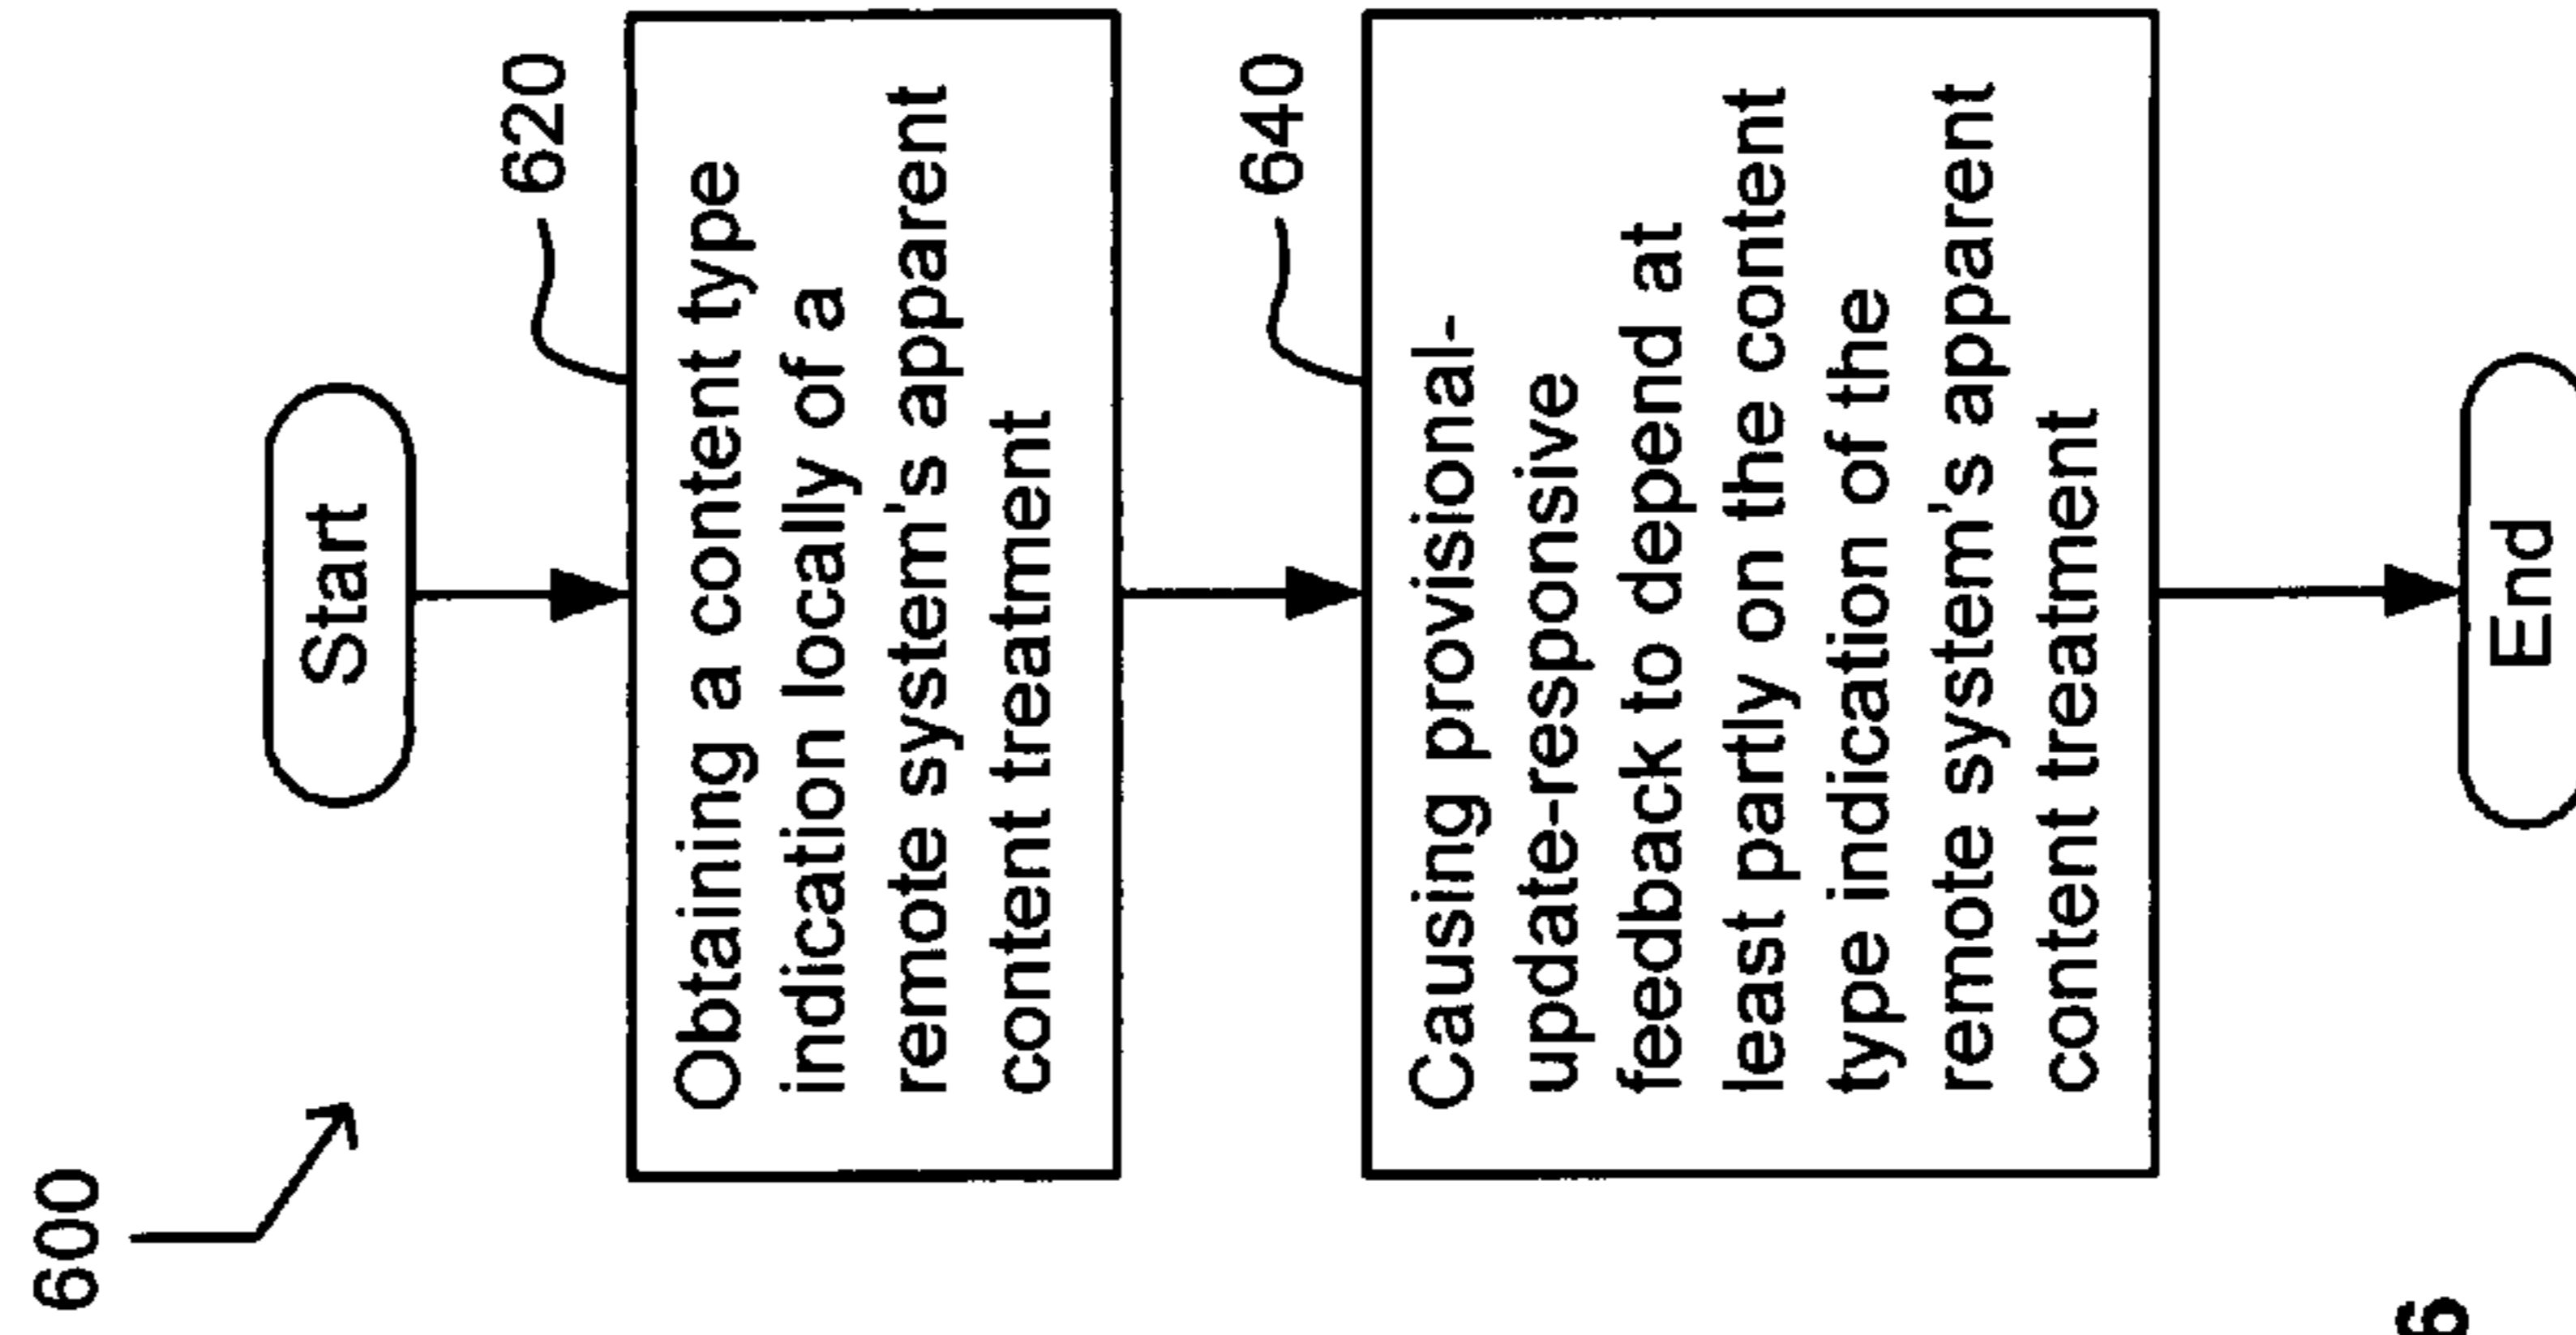 600
Start
620
Obtaining a content type
indication locally of a
remote system's apparent
content treatment
640
Causing provisional-
update-responsive
feedback to depend at
least partly on the content
type indication of the
remote system's apparent
content treatment
End
6